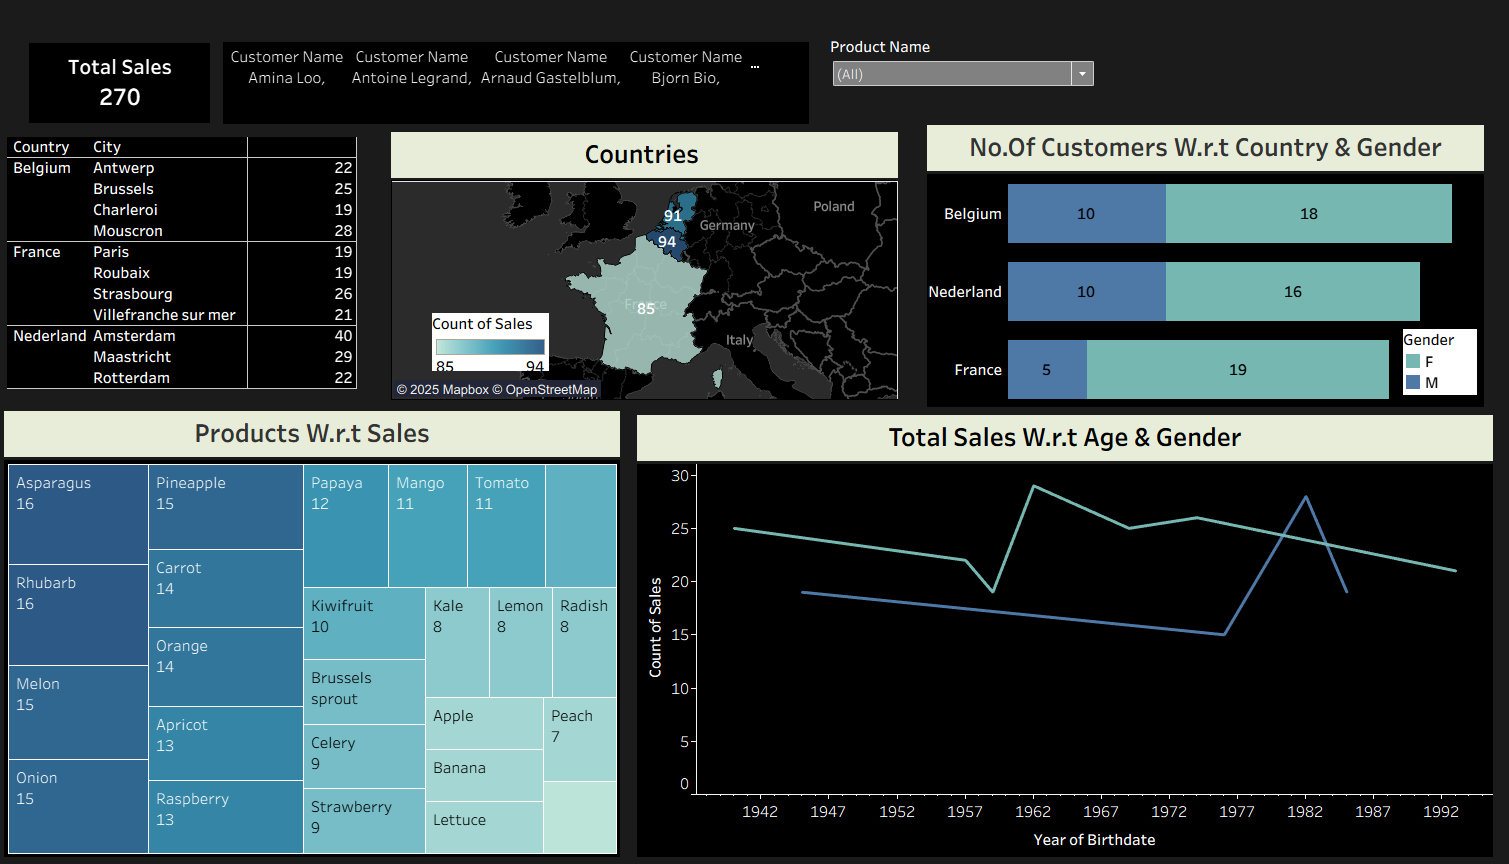 Total Sales
270
Customer Name Customer Name Customer Name Customer Name ...
Amina Loo, Antoine Legrand, Arnaud Gastelblum, Bjorn Bio,
Product Name
(All)
Country City
Belgium Antwerp 22
Brussels 25
Charleroi 19
Mouscron 28
France Paris 19
Roubaix 19
Strasbourg 26
Villefranche sur mer 21
Nederland Amsterdam 40
Maastricht 29
Rotterdam 22
Countries
91
94
85
Poland
Germany
France
Italy
Count of Sales
85 94
© 2025 Mapbox © OpenStreetMap
No.Of Customers W.r.t Country & Gender
Belgium 10 18
Nederland 10 16
France 5 19
Gender
F
M
Products W.r.t Sales
Asparagus
16
Rhubarb
16
Melon
15
Onion
15
Pineapple
15
Carrot
14
Orange
14
Apricot
13
Raspberry
13
Papaya
12
Mango
11
Tomato
11
Kiwifruit
10
Brussels
sprout
Celery
9
Strawberry
9
Kale
8
Lemon
8
Radish
8
Apple
Banana
Lettuce
Peach
7
Total Sales W.r.t Age & Gender
Count of Sales
30
25
20
15
10
5
0
1942 1947 1952 1957 1962 1967 1972 1977 1982 1987 1992
Year of Birthdate